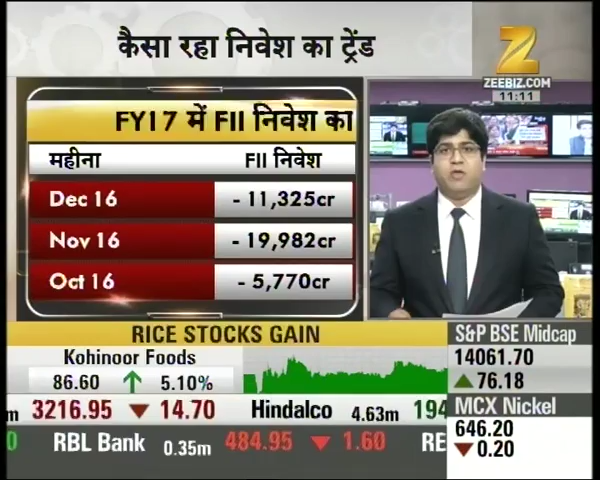 कैसा रहा निवेश का ट्रेंड
Z
ZEEBIZ.COM
11:11
FY17 में FII निवेश का
महीना FII निवेश
Dec 16 - 11,325cr
Nov 16 - 19,982cr
Oct 16 - 5,770cr
RICE STOCKS GAIN
Kohinoor Foods
86.60 5.10%
S&P BSE Midcap
14061.70
76.18
MCX Nickel
646.20
0.20
m 3216.95 14.70 Hindalco 4.63m 194
0 RBL Bank 0.35m 484.95 1.60 RE